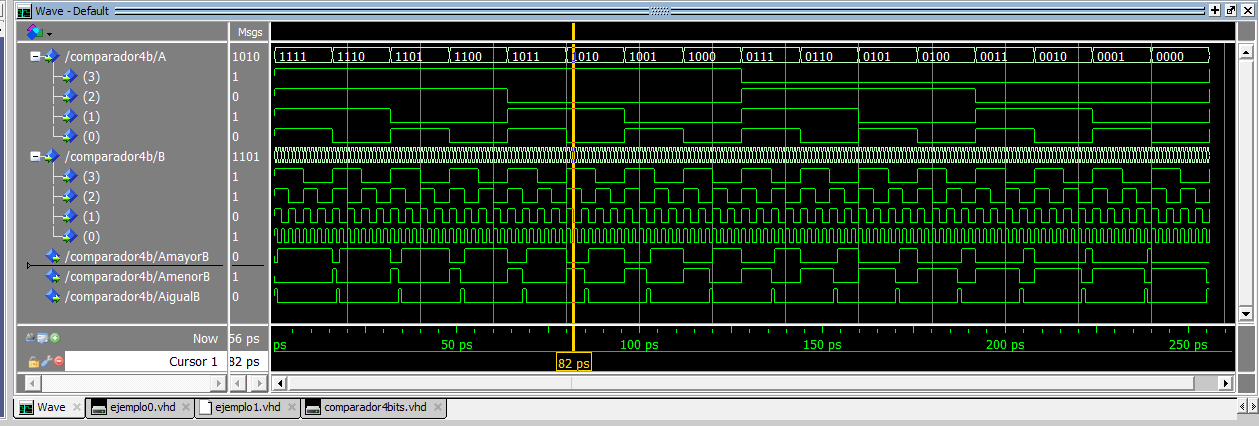 Wave - Default
Msgs
/comparador4b/A 1010 1111 1110 1101 1100 1011 1010 1001 1000 0111 0110 0101 0100 0011 0010 0001 0000
(3) 1
(2) 0
(1) 1
(0) 0
/comparador4b/B 1101
(3) 1
(2) 1
(1) 0
(0) 1
/comparador4b/AmayorB 0
/comparador4b/AmenorB 1
/comparador4b/AigualB 0
Now 56 ps ps 50 ps 100 ps 150 ps 200 ps 250 ps
Cursor 1 82 ps 82 ps
Wave ejemplo0.vhd ejemplo1.vhd comparador4bits.vhd